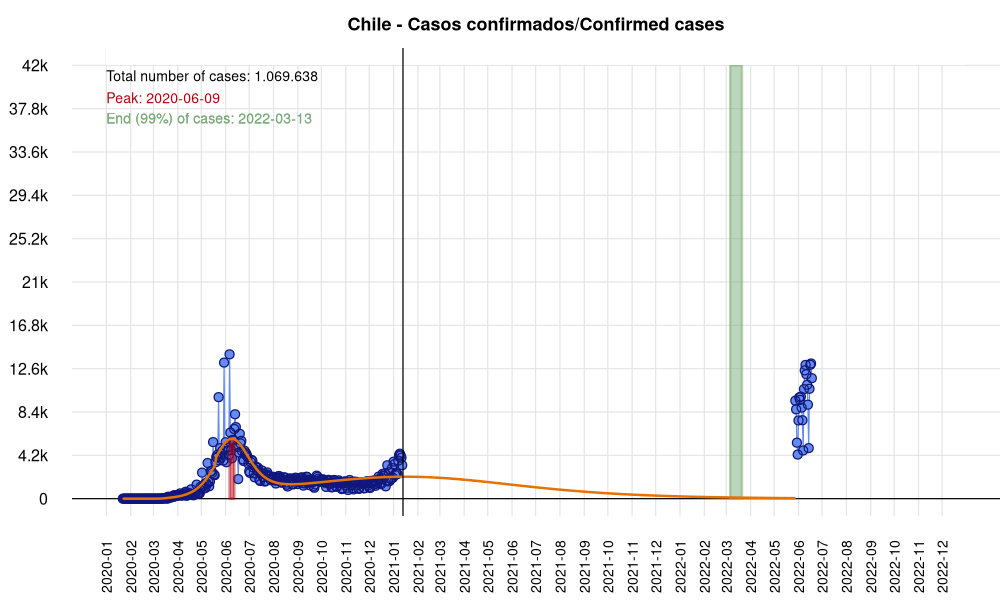 Chile - Casos confirmados/Confirmed cases
42k
37.8k
33.6k
29.4k
25.2k
21k
16.8k
12.6k
8.4k
4.2k
0
Total number of cases: 1.069.638
Peak: 2020-06-09
End (99%) of cases: 2022-03-13
2020-01
2020-02
2020-03
2020-04
2020-05
2020-06
2020-07
2020-08
2020-09
2020-10
2020-11
2020-12
2021-01
2021-03
2021-04
2021-05
2021-06
2021-07
2021-08
2021-09
2021-10
2021-11
2021-12
2022-01
2022-02
2022-03
2022-04
2022-05
2022-06
2022-07
2022-08
2022-09
2022-10
2022-11
2022-12